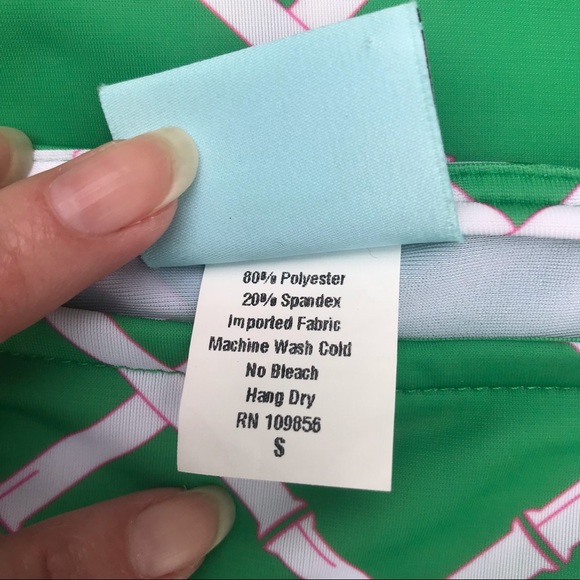 80% Polyester
20% Spandex
Imported Fabric
Machine Wash Cold
No Bleach
Hang Dry
RN 109856
S